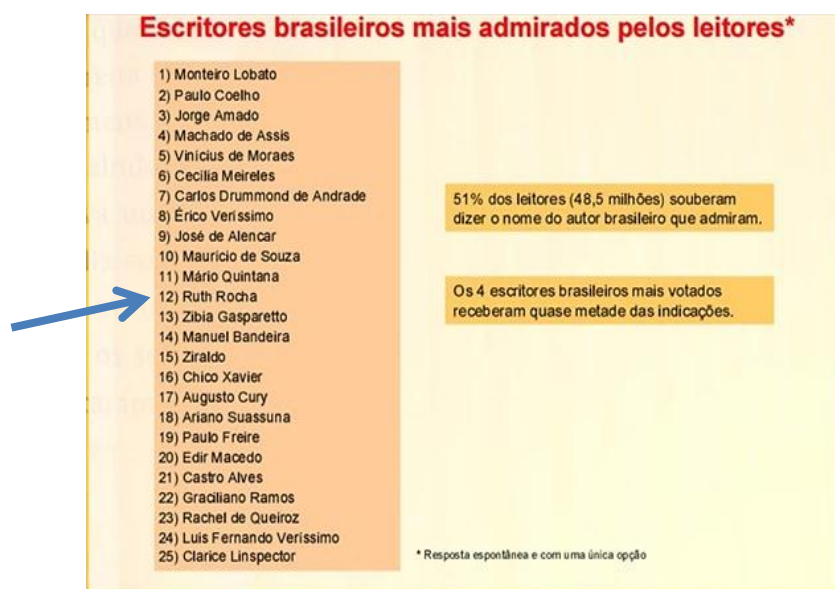 Escritores brasileiros mais admirados pelos leitores*
1) Monteiro Lobato
2) Paulo Coelho
3) Jorge Amado
4) Machado de Assis
5) Vinicius de Moraes
6) Cecilia Meireles
7) Carlos Drummond de Andrade
8) Érico Veríssimo
9) José de Alencar
10) Mauricio de Souza
11) Mário Quintana
12) Ruth Rocha
13) Zibia Gasparetto
14) Manuel Bandeira
15) Ziraldo
16) Chico Xavier
17) Augusto Cury
18) Ariano Suassuna
19) Paulo Freire
20) Edir Macedo
21) Castro Alves
22) Graciliano Ramos
23) Rachel de Queiroz
24) Luis Fernando Veríssimo
25) Clarice Linspector
51% dos leitores (48,5 milhões) souberam
dizer o nome do autor brasileiro que admiram.
Os 4 escritores brasileiros mais votados
receberam quase metade das indicações.
* Resposta espontânea e com uma única opção